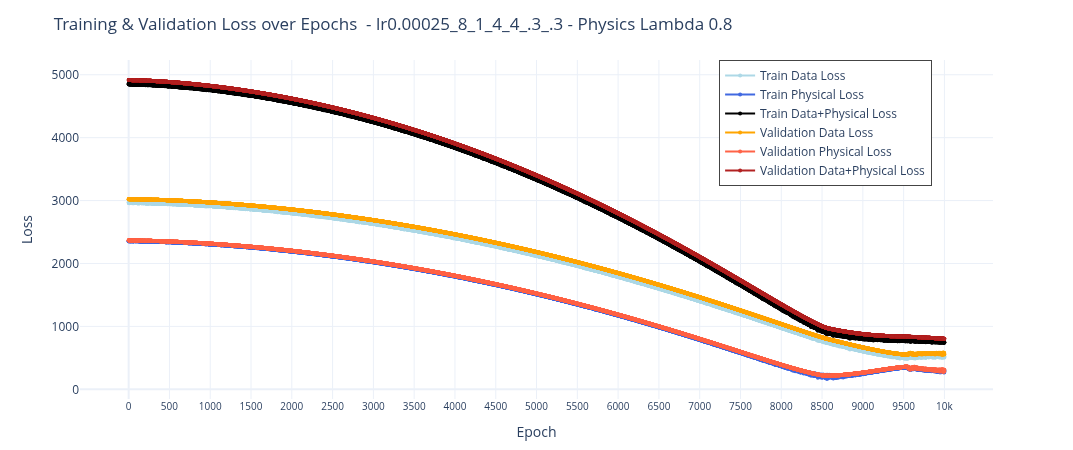 Training & Validation Loss over Epochs - lr0.00025_8_1_4_4_.3_.3 - Physics Lambda 0.8
Train Data Loss
Train Physical Loss
Train Data+Physical Loss
Validation Data Loss
Validation Physical Loss
Validation Data+Physical Loss
5000
4000
3000
2000
1000
0
Loss
0 500 1000 1500 2000 2500 3000 3500 4000 4500 5000 5500 6000 6500 7000 7500 8000 8500 9000 9500 10k
Epoch